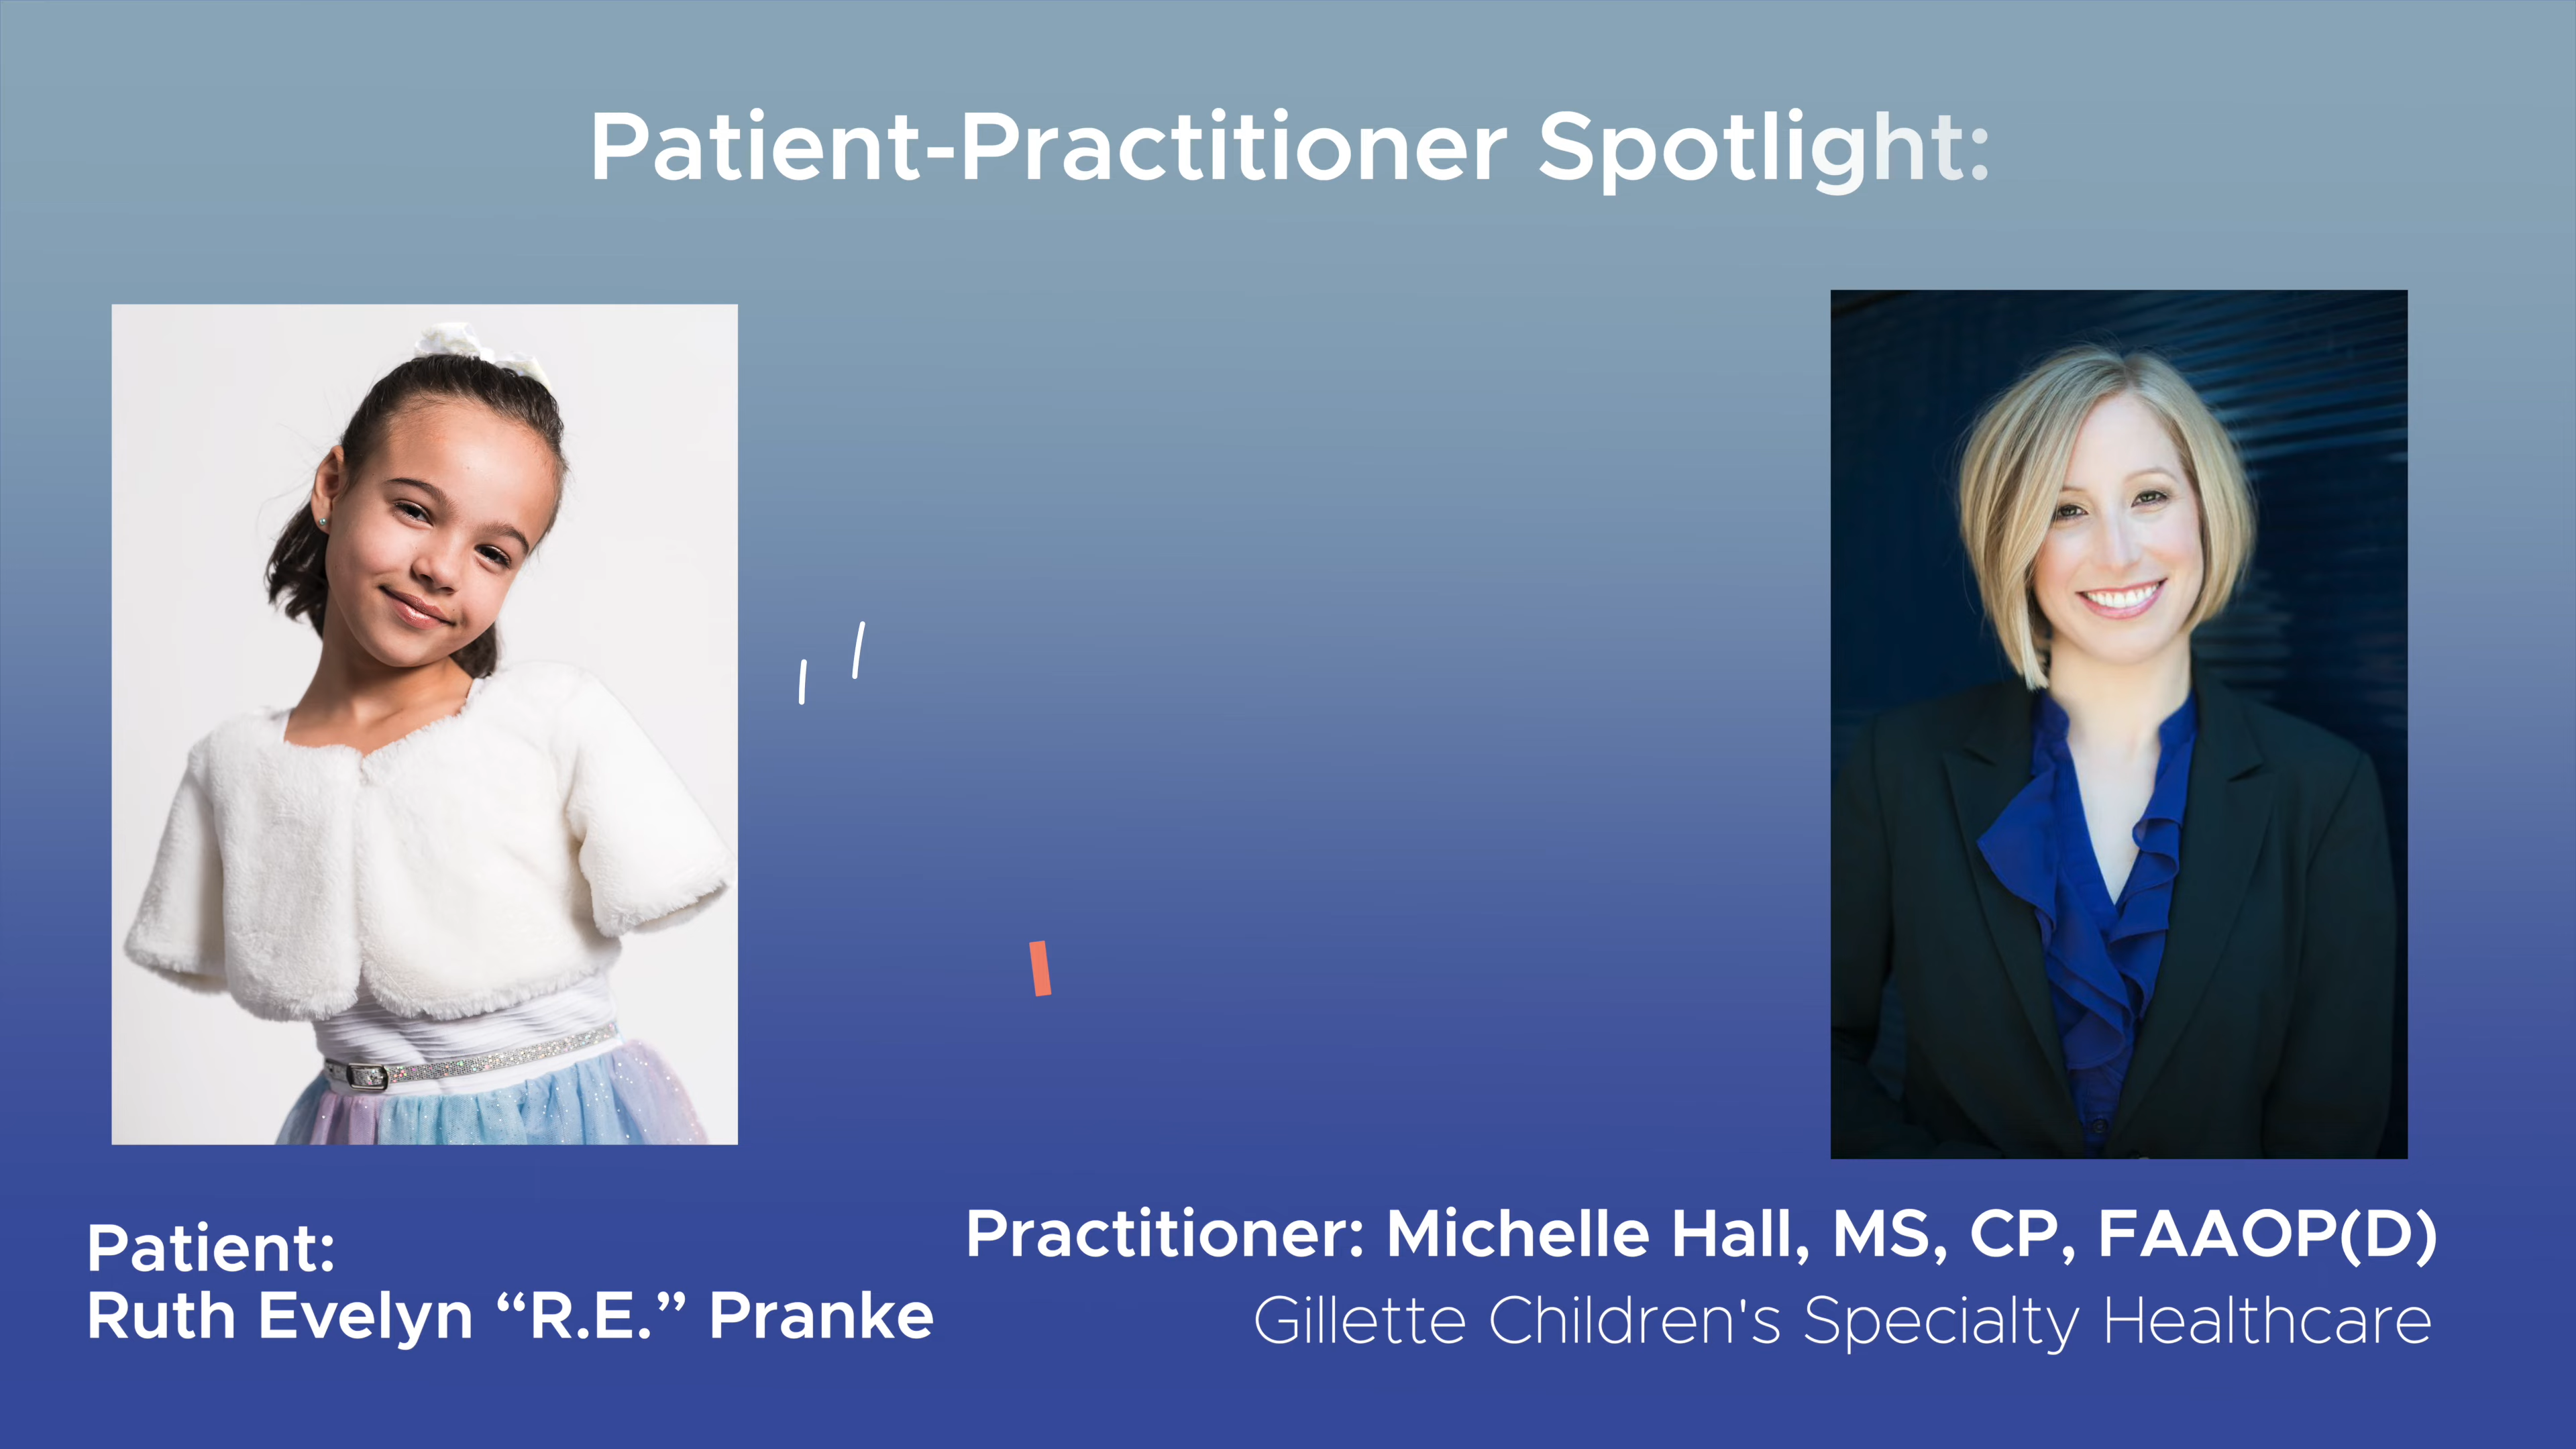 Patient-Practitioner Spotlight:
Patient:
Ruth Evelyn “R.E.” Pranke
Practitioner: Michelle Hall, MS, CP, FAAOP(D)
Gillette Children's Specialty Healthcare